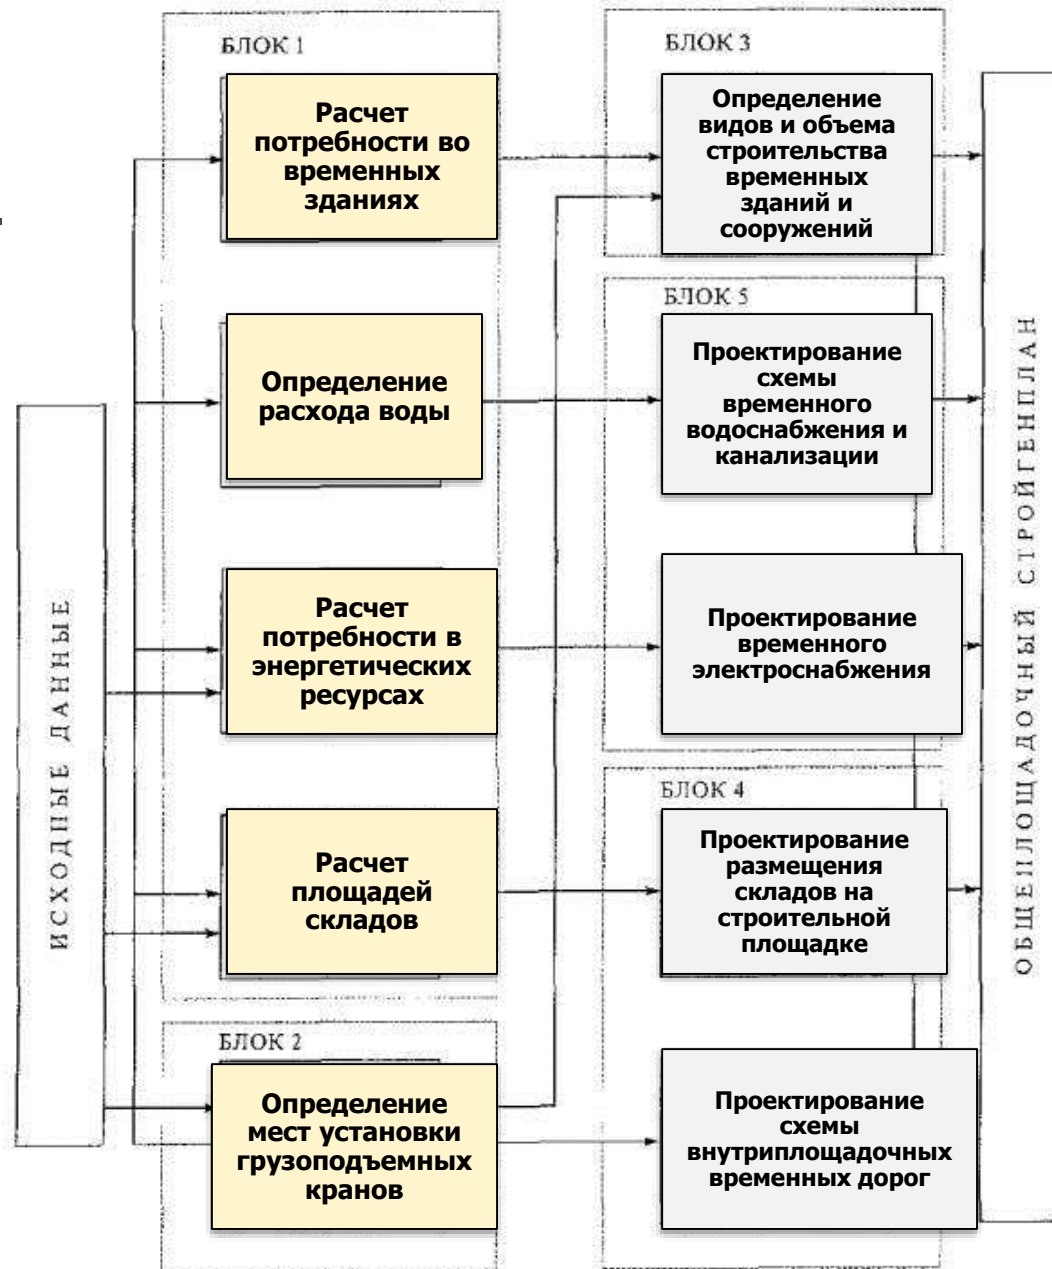 ИСХОДНЫЕ ДАННЫЕ
БЛОК 1
Расчет
потребности во
временных
зданиях
Определение
расхода воды
Расчет
потребности в
энергетических
ресурсах
Расчет
площадей
складов
БЛОК 2
Определение
мест установки
грузоподъемных
кранов
БЛОК 3
Определение
видов и объема
строительства
временных
зданий и
сооружений
БЛОК 5
Проектирование
схемы
временного
водоснабжения и
канализации
Проектирование
временного
электроснабжения
БЛОК 4
Проектирование
размещения
складов на
строительной
площадке
Проектирование
схемы
внутриплощадочных
временных дорог
ОБЩЕПЛОЩАДОЧНЫЙ СТРОЙГЕНПЛАН